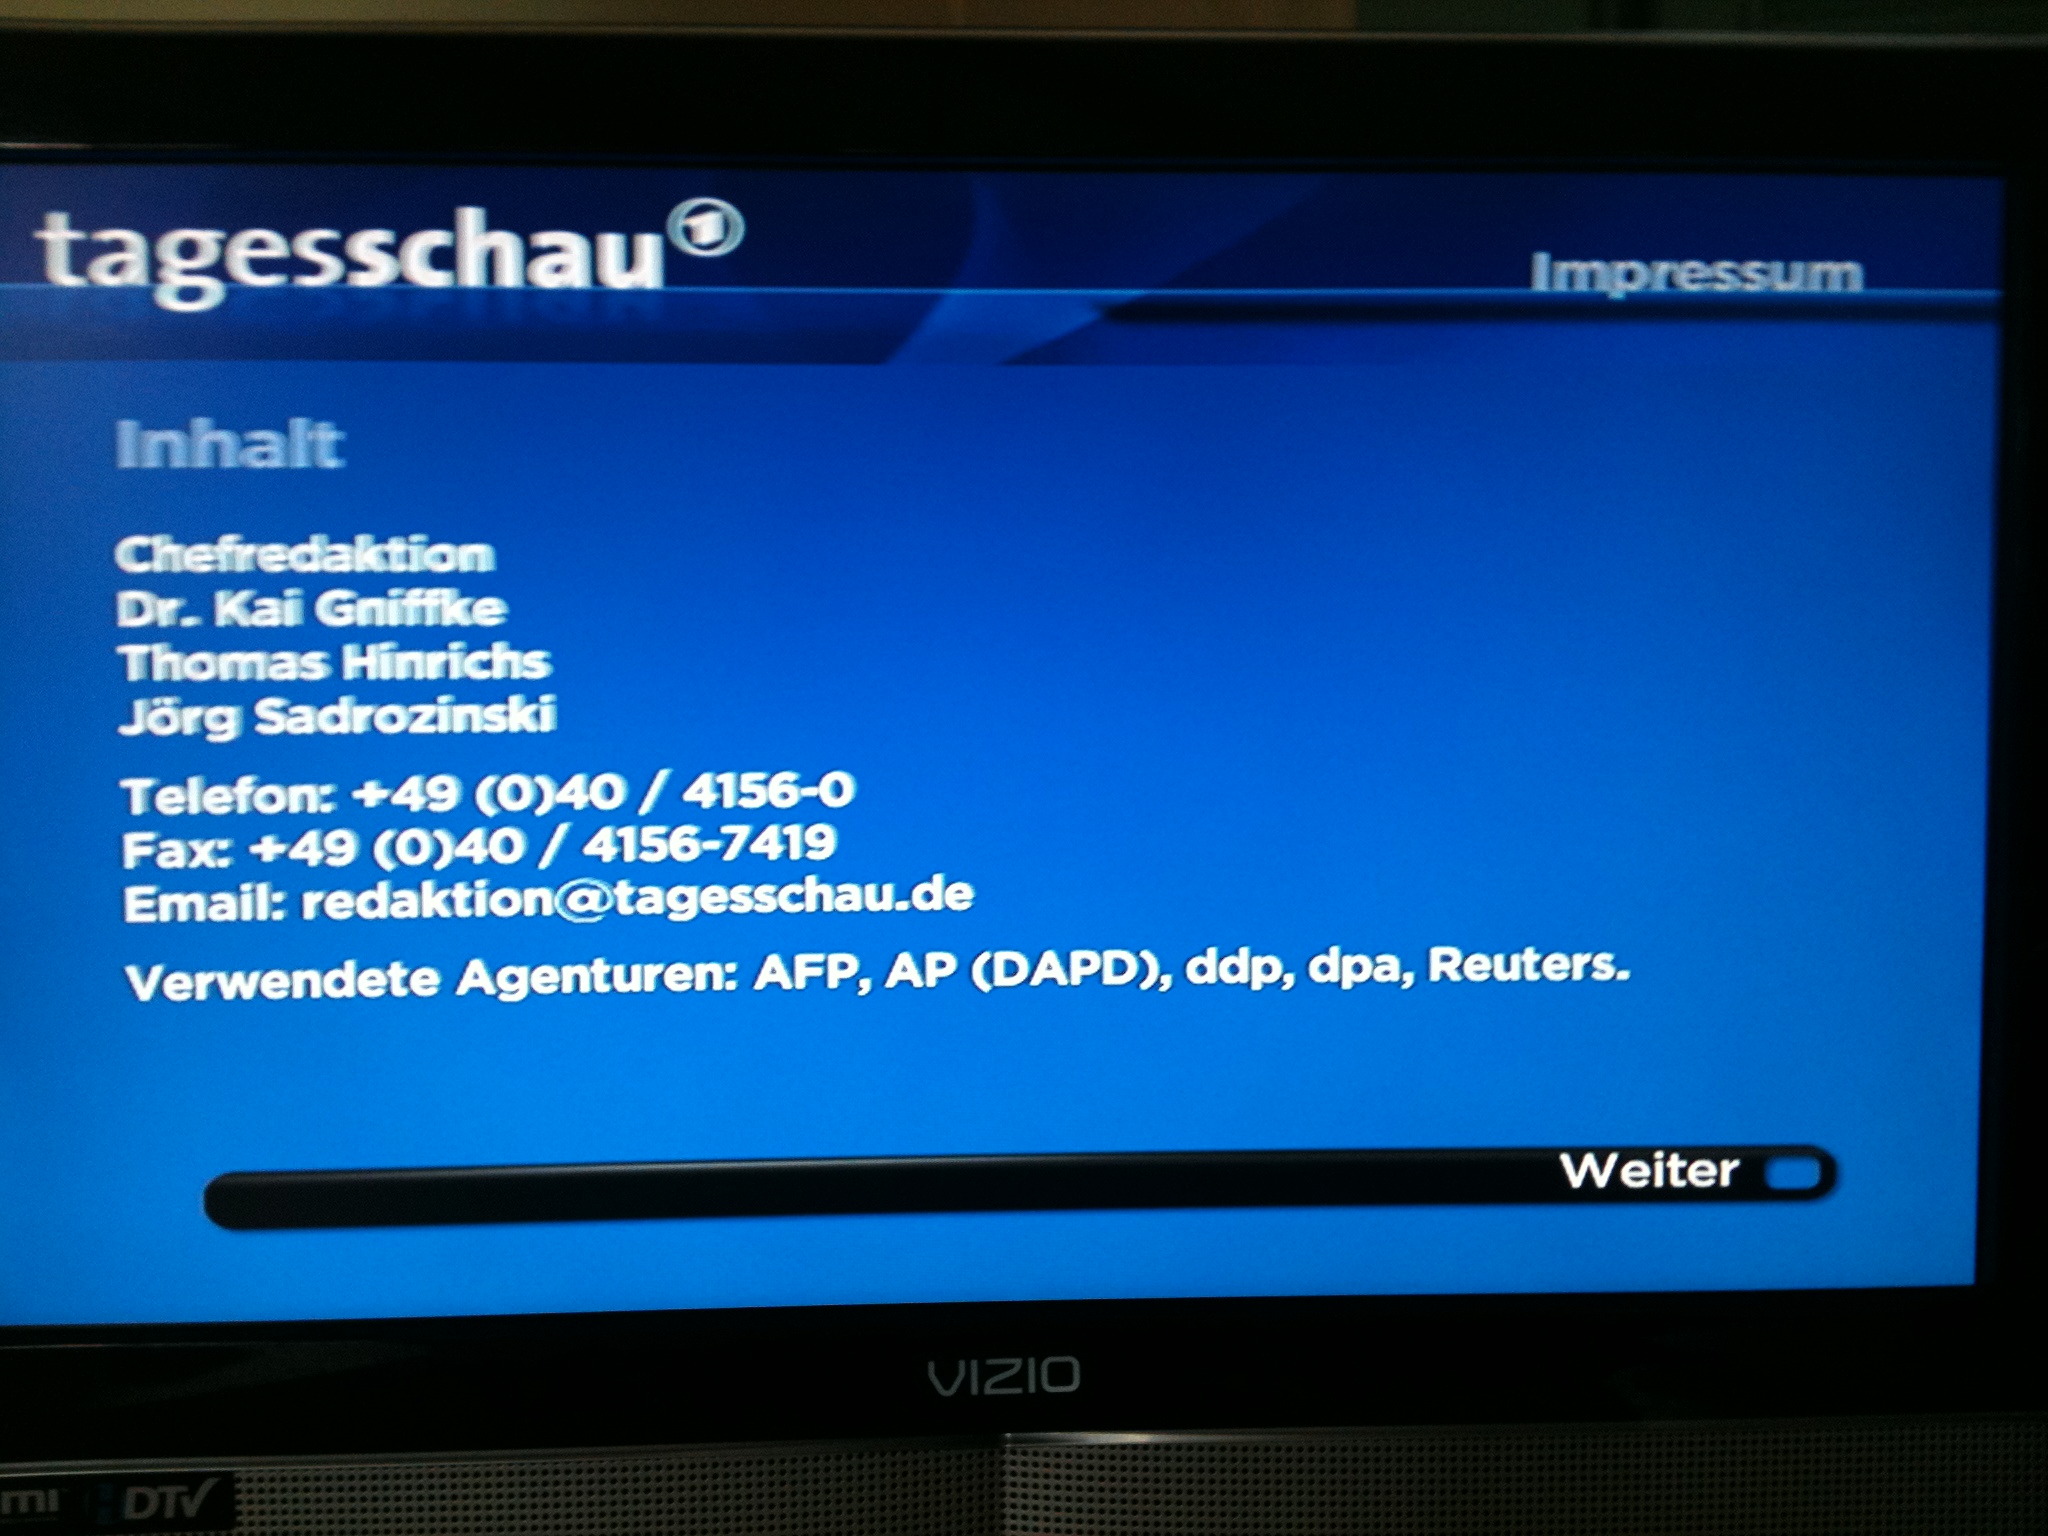 tagesschau
Impressum
Inhalt
Chefredaktion
Dr. Kai Gniffke
Thomas Hinrichs
Jörg Sadrozinski
Telefon: +49 (0)40 / 4156-0
Fax: +49 (0)40 / 4156-7419
Email: redaktion@tagesschau.de
Verwendete Agenturen: AFP, AP (DAPD), ddp, dpa, Reuters.
Weiter
VIZIO
mi DTV